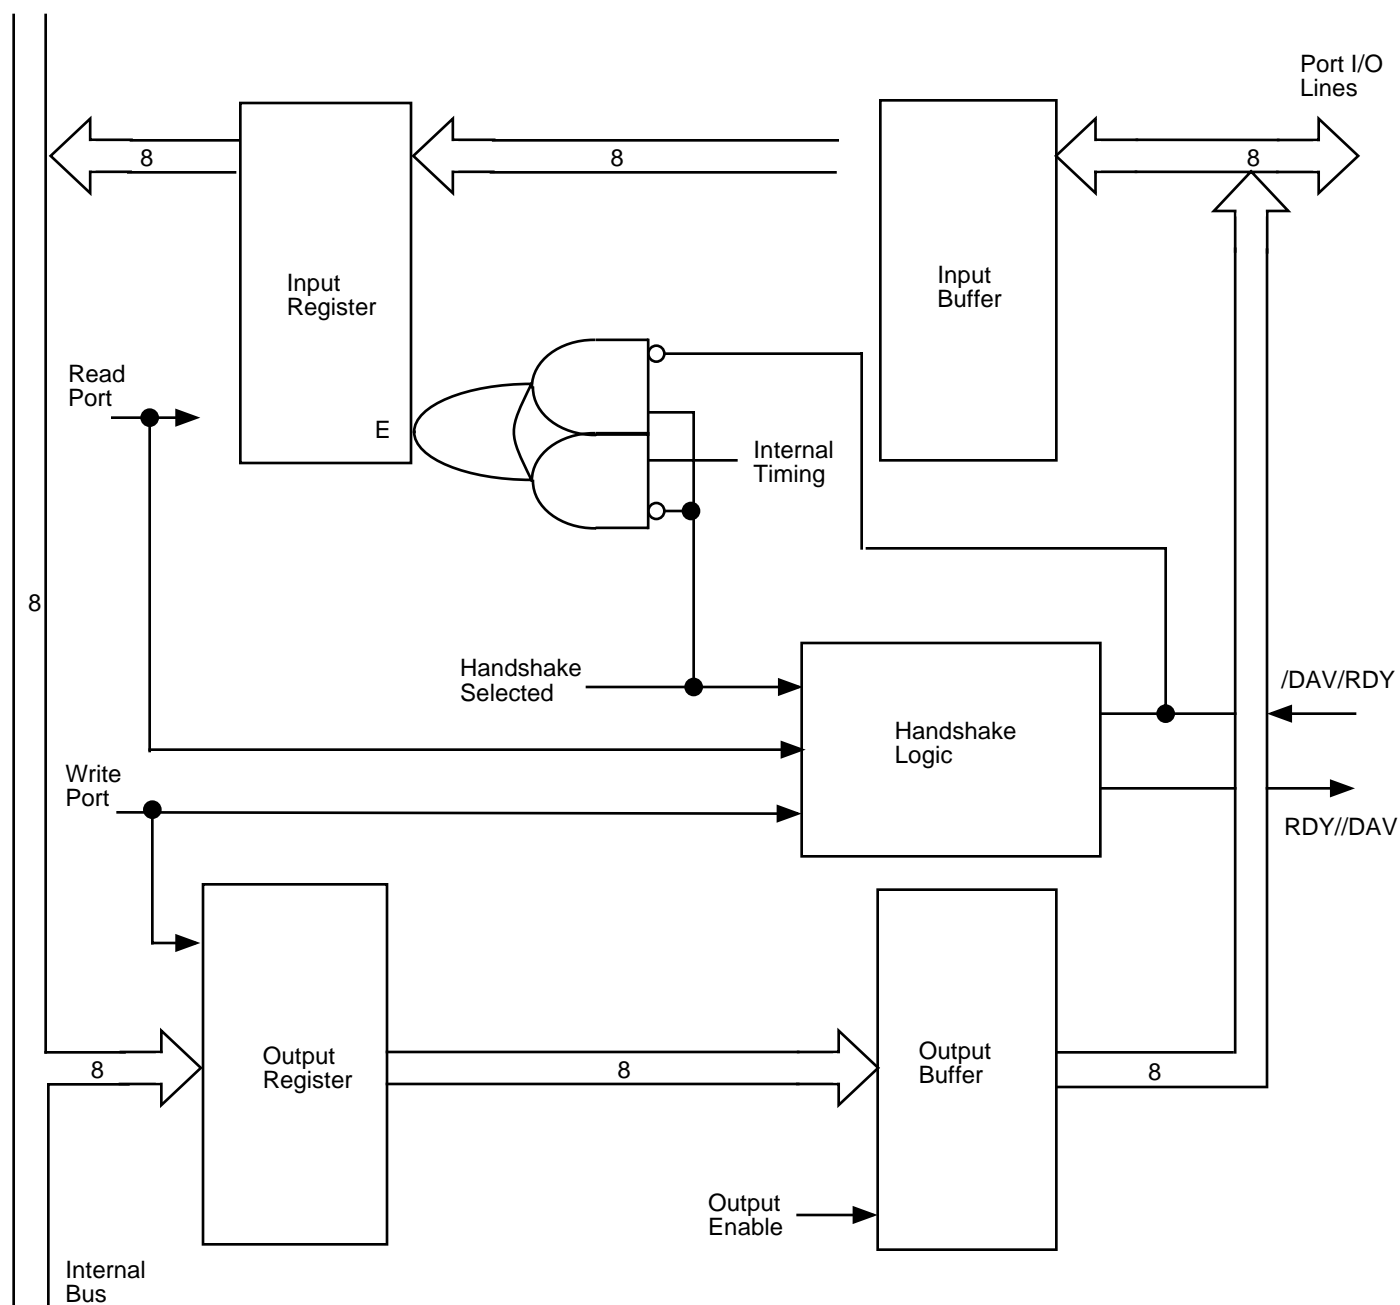 Port I/O
Lines
8
8
8
Input
Register
Input
Buffer
Read
Port
E
Internal
Timing
8
Handshake
Selected
/DAV/RDY
Handshake
Logic
Write
Port
RDY//DAV
Output
Register
Output
Buffer
8
8
8
Output
Enable
Internal
Bus